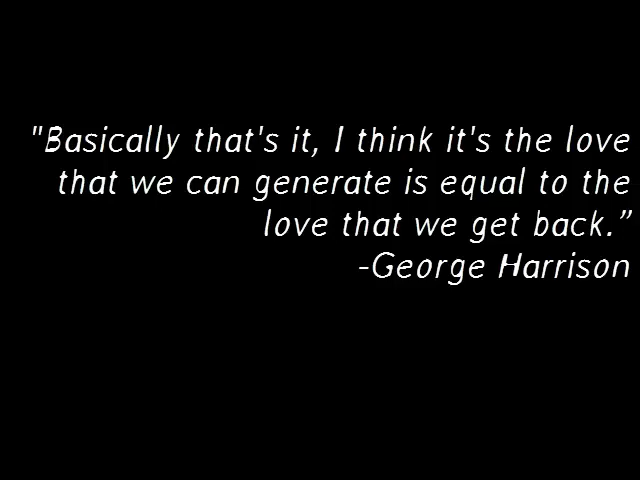 "Basically that's it, I think it's the love
that we can generate is equal to the
love that we get back.”
-George Harrison